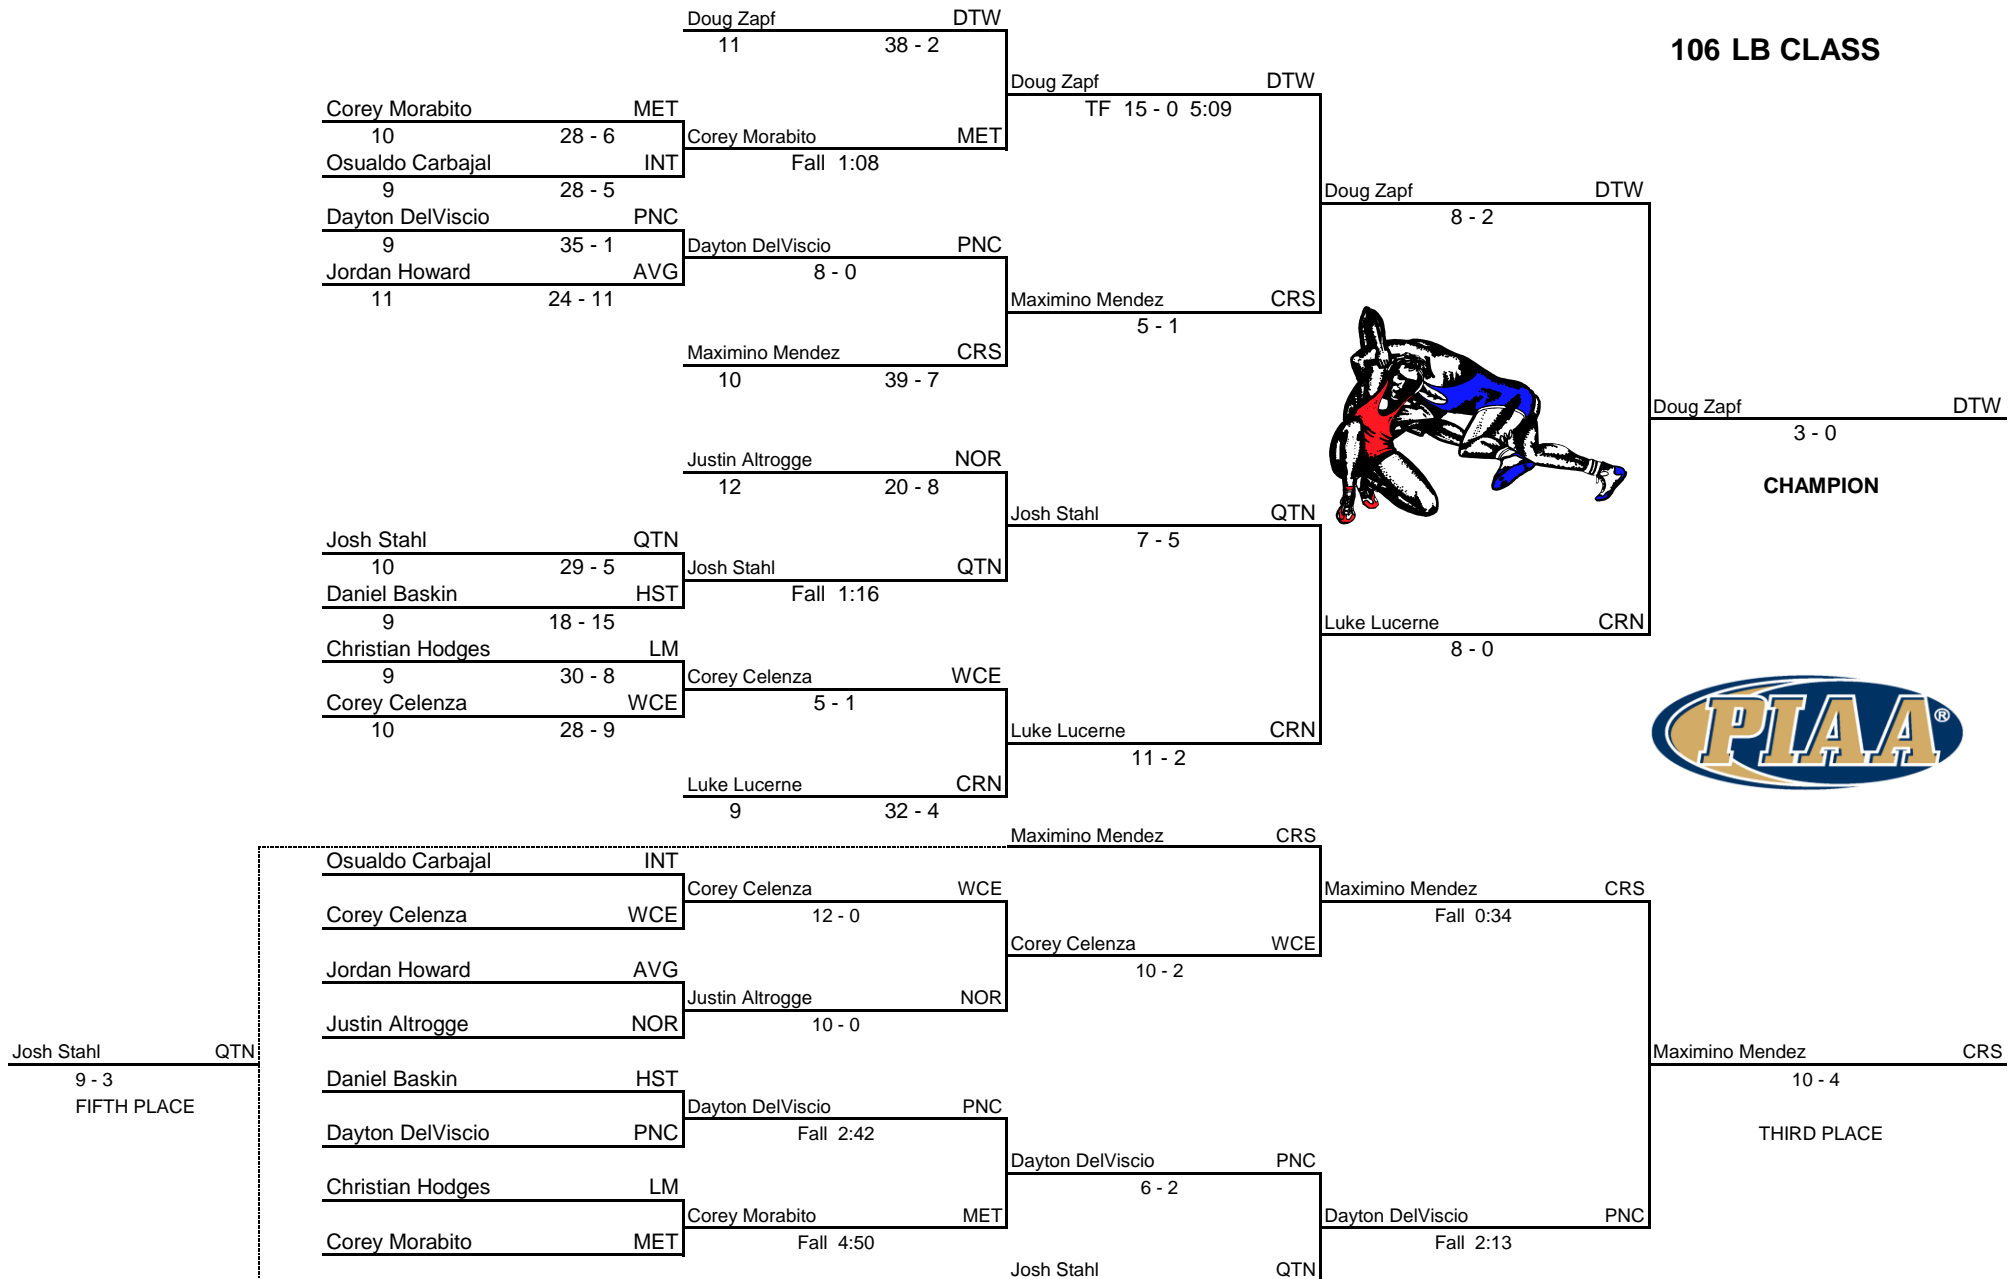 Doug Zapf DTW
11 38 - 2
106 LB CLASS
Doug Zapf DTW
TF 15 - 0 5:09
Corey Morabito MET
10 28 - 6
Corey Morabito MET
Osualdo Carbajal INT
Fall 1:08
9 28 - 5
Doug Zapf DTW
8 - 2
Dayton DelViscio PNC
9 35 - 1
Dayton DelViscio PNC
Jordan Howard AVG
8 - 0
11 24 - 11
Maximino Mendez CRS
5 - 1
Maximino Mendez CRS
10 39 - 7
Doug Zapf DTW
3 - 0
CHAMPION
Justin Altrogge NOR
12 20 - 8
Josh Stahl QTN
7 - 5
Josh Stahl QTN
10 29 - 5
Josh Stahl QTN
Daniel Baskin HST
Fall 1:16
9 18 - 15
Luke Lucerne CRN
8 - 0
Christian Hodges LM
9 30 - 8
Corey Celenza WCE
Corey Celenza WCE
5 - 1
10 28 - 9
Luke Lucerne CRN
11 - 2
PIAA®
Luke Lucerne CRN
9 32 - 4
Maximino Mendez CRS
Osualdo Carbajal INT
Corey Celenza WCE
12 - 0
Corey Celenza WCE
Maximino Mendez CRS
Fall 0:34
Corey Celenza WCE
10 - 2
Jordan Howard AVG
Justin Altrogge NOR
10 - 0
Justin Altrogge NOR
Josh Stahl QTN
9 - 3
FIFTH PLACE
Maximino Mendez CRS
10 - 4
THIRD PLACE
Daniel Baskin HST
Dayton DelViscio PNC
Fall 2:42
Dayton DelViscio PNC
Dayton DelViscio PNC
6 - 2
Christian Hodges LM
Corey Morabito MET
Fall 4:50
Corey Morabito MET
Dayton DelViscio PNC
Fall 2:13
Josh Stahl QTN